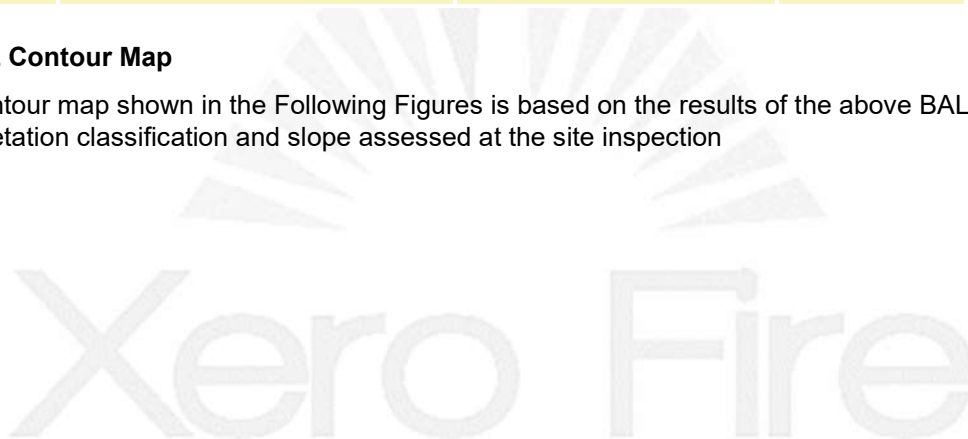 Contour Map
ntour map shown in the Following Figures is based on the results of the above BAL
etation classification and slope assessed at the site inspection
Xero Fire